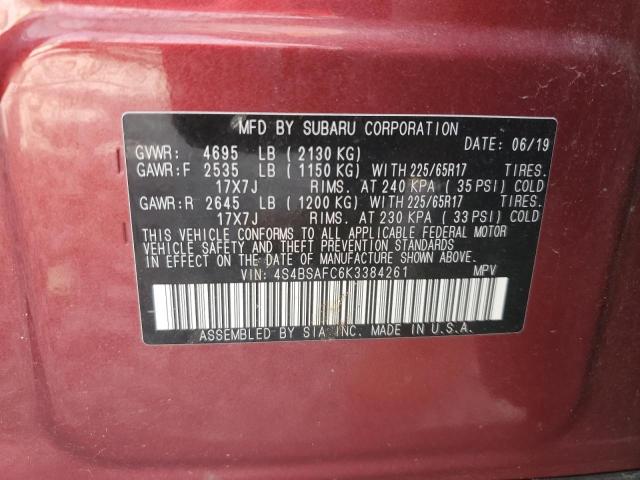 MFD BY SUBARU CORPORATION
DATE: 06/19
GVWR: 4695 LB (2130 KG)
GAWR:F 2535 LB (1150 KG) WITH 225/65R17 TIRES.
17X7J RIMS. AT 240 KPA (35 PSI) COLD
GAWR:R 2645 LB (1200 KG) WITH 225/65R17 TIRES.
17X7J RIMS. AT 230 KPA (33 PSI) COLD
THIS VEHICLE CONFORMS TO ALL APPLICABLE FEDERAL MOTOR
VEHICLE SAFETY AND THEFT PREVENTION STANDARDS
IN EFFECT ON THE DATE OF MANUFACTURE SHOWN ABOVE.
VIN: 4S4BSAFC6K3384261 MPV
ASSEMBLED BY SIA INC. MADE IN U.S.A.